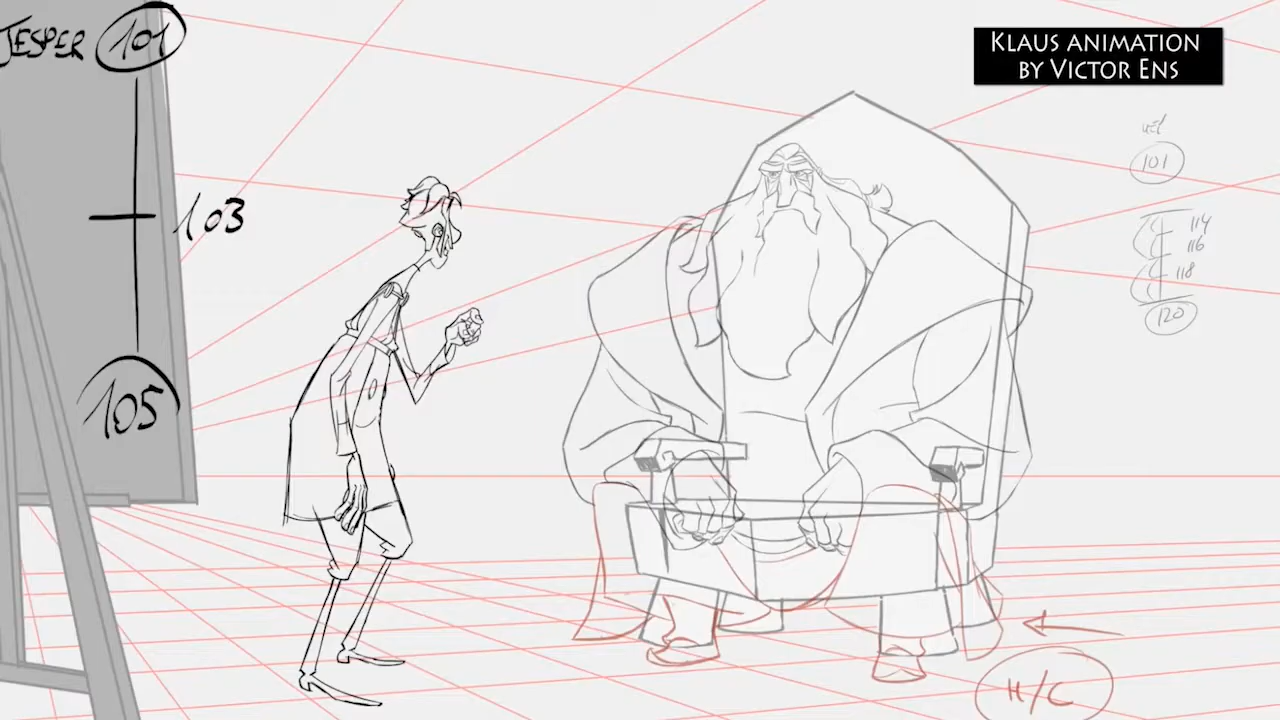 JESPER 101
103
105
KLAUS ANIMATION
BY VICTOR ENS
101
114
116
118
120
H/C